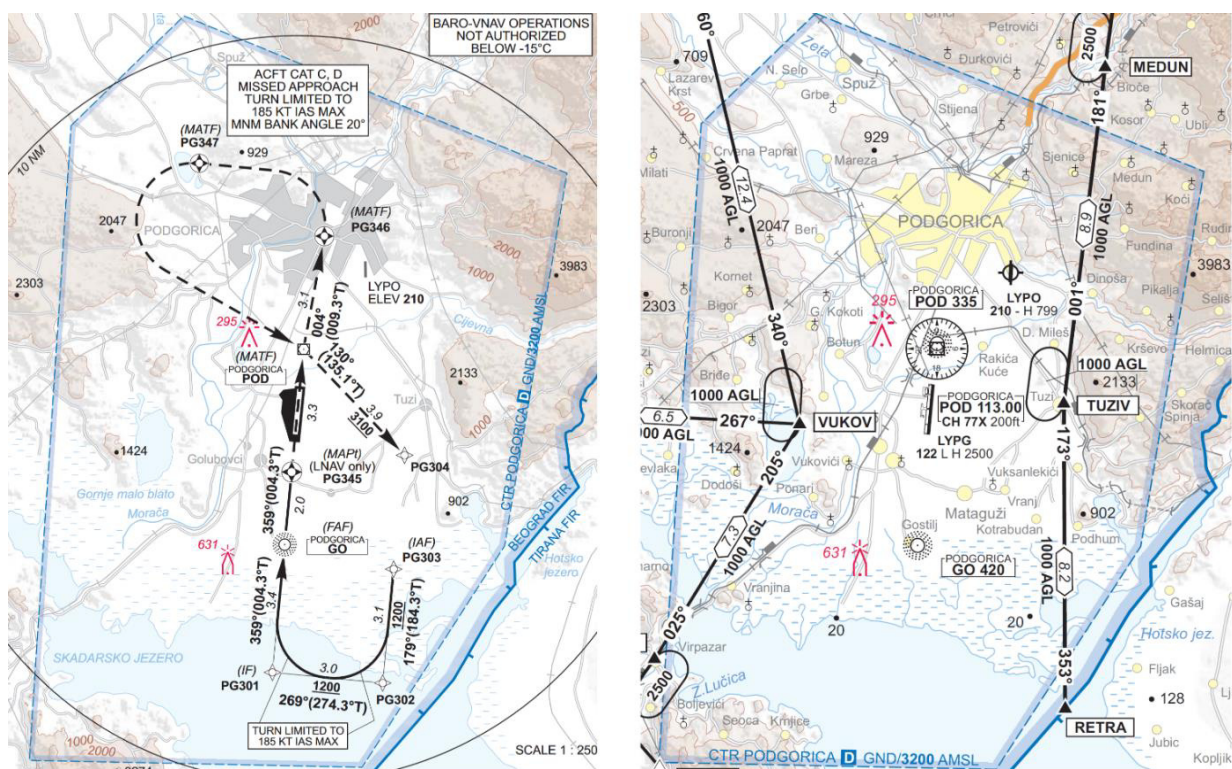 BARO-VNAV OPERATIONS
NOT AUTHORIZED
BELOW -15°C
Spuž
ACFT CAT C, D
MISSED APPROACH
TURN LIMITED TO
185 KT IAS MAX
MNM BANK ANGLE 20°
10 NM
(MATF)
PG347
929
2047
PODGORICA
(MATF)
PG346
2000
1000
2303
3983
LYPO
ELEV 210
3.1
004°
(009.3°T)
295
Cijevna
(MATF)
PODGORICA
POD
130°
(135.1°T)
3.9
3100
2133
Tuzi
3.3
1424
Golubovci
(MAPt)
(LNAV only)
PG345
PG304
Gornje malo blato
Morača
359°(004.3°T)
2.0
902
CTR PODGORICA D GND/3200 AMSL
BEOGRAD FIR
TIRANA FIR
(FAF)
PODGORICA
GO
631
(IAF)
PG303
Hotsko
jezero
359°(004.3°T)
3.4
3.1
1200
179°(184.3°T)
SKADARSKO JEZERO
(IF)
PG301
3.0
1200
269°(274.3°T)
PG302
TURN LIMITED TO
185 KT IAS MAX
1000
2000
SCALE 1 : 250
60°
Zeta
Petrovići
Đurkovići
2500
MEDUN
709
Lazarev
Krst
N. Selo
Grbe
Spuž
Stijena
Bioče
Kosor
Ubli
500
929
181°
Crvena Paprat
Mareza
Sjenice
Medun
Milati
12.4
1000 AGL
Koći
2047
Beri
PODGORICA
8.9
1000 AGL
Buronji
Fundina
Rudin
Kornet
Dinoša
3983
2303
Bigor
340°
G. Kokoti
295
PODGORICA
POD 335
LYPO
210 - H 799
Pikalja
001°
Botun
D. Mileš
Krševo
Helmica
Briđe
Rakića
Kuće
1000 AGL
2133
1000 AGL
Tuzi
TUZIV
Skorać
Spinja
6.5
267°
VUKOV
PODGORICA
POD 113.00
CH 77X 200ft
1424
LYPG
122 L H 2500
173°
Vukovići
Dodoši
Ponari
205°
Vuksanlekići
Vranj
Morača
Mataguži
902
7.3
1000 AGL
Gostilj
Kotrabudan
Podhum
631
PODGORICA
GO 420
1000 AGL
8.2
Vranjina
Gašaj
20
20
025°
Virpazar
Hotsko jez.
353°
Fljak
2500
Ž.Lučica
Boljevići
128
Seoca
Krnjice
RETRA
Jubic
CTR PODGORICA D GND/3200 AMSL